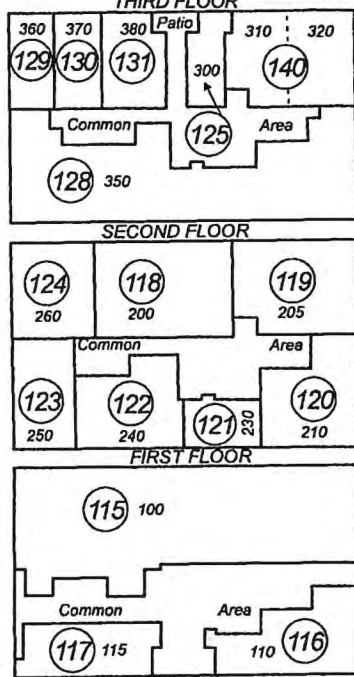 THIRD FLOOR
360 370 380 Patio 310 320
129 130 131 300 140
Common 125 Area
128 350
SECOND FLOOR
124 118 119
260 200 205
Common Area
123 122 121 230 120
250 240 210
FIRST FLOOR
115 100
Common Area
117 115 110 116